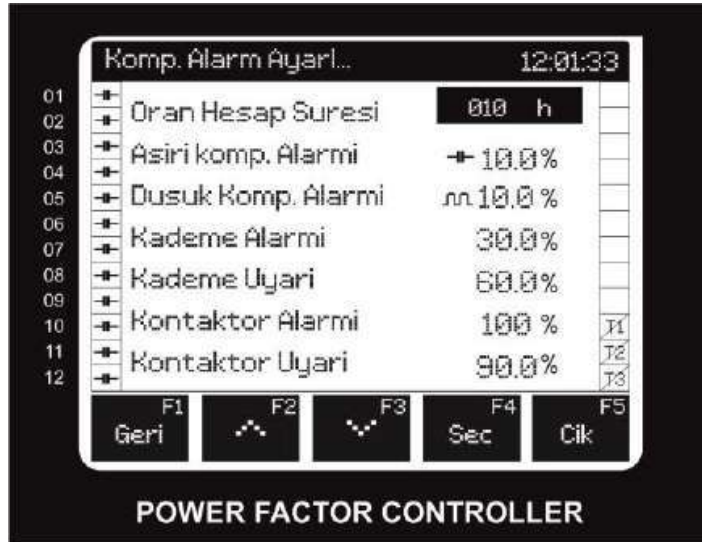 Komp. Alarm Ayarl... 12:01:33
01
02
03
04
05
06
07
08
09
10
11
12
Oran Hesap Suresi 010 h
Asiri komp. Alarmi 10.0%
Dusuk Komp. Alarmi 10.0 %
Kademe Alarmi 30.0%
Kademe Uyari 60.0%
Kontaktor Alarmi 100 %
Kontaktor Uyari 90.0%
T1
T2
T3
F1 Geri
F2
F3
F4 Sec
F5 Cik
POWER FACTOR CONTROLLER